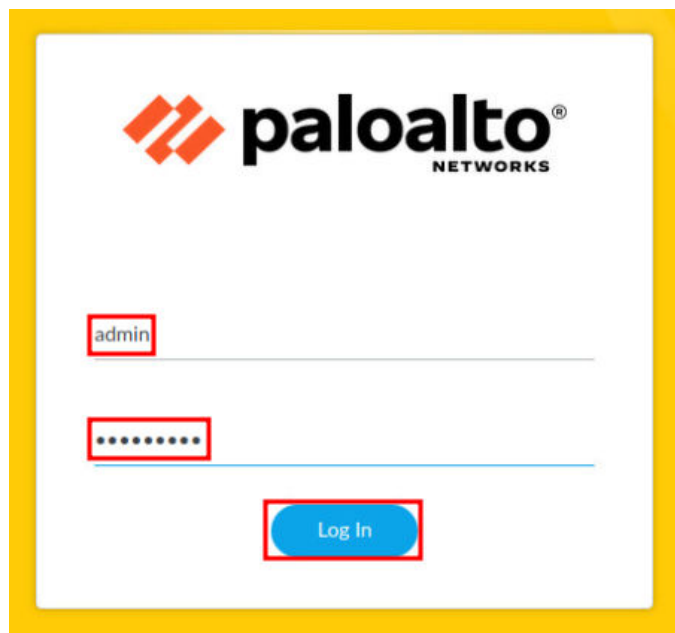 paloalto®
NETWORKS
admin
•••••••••
Log In